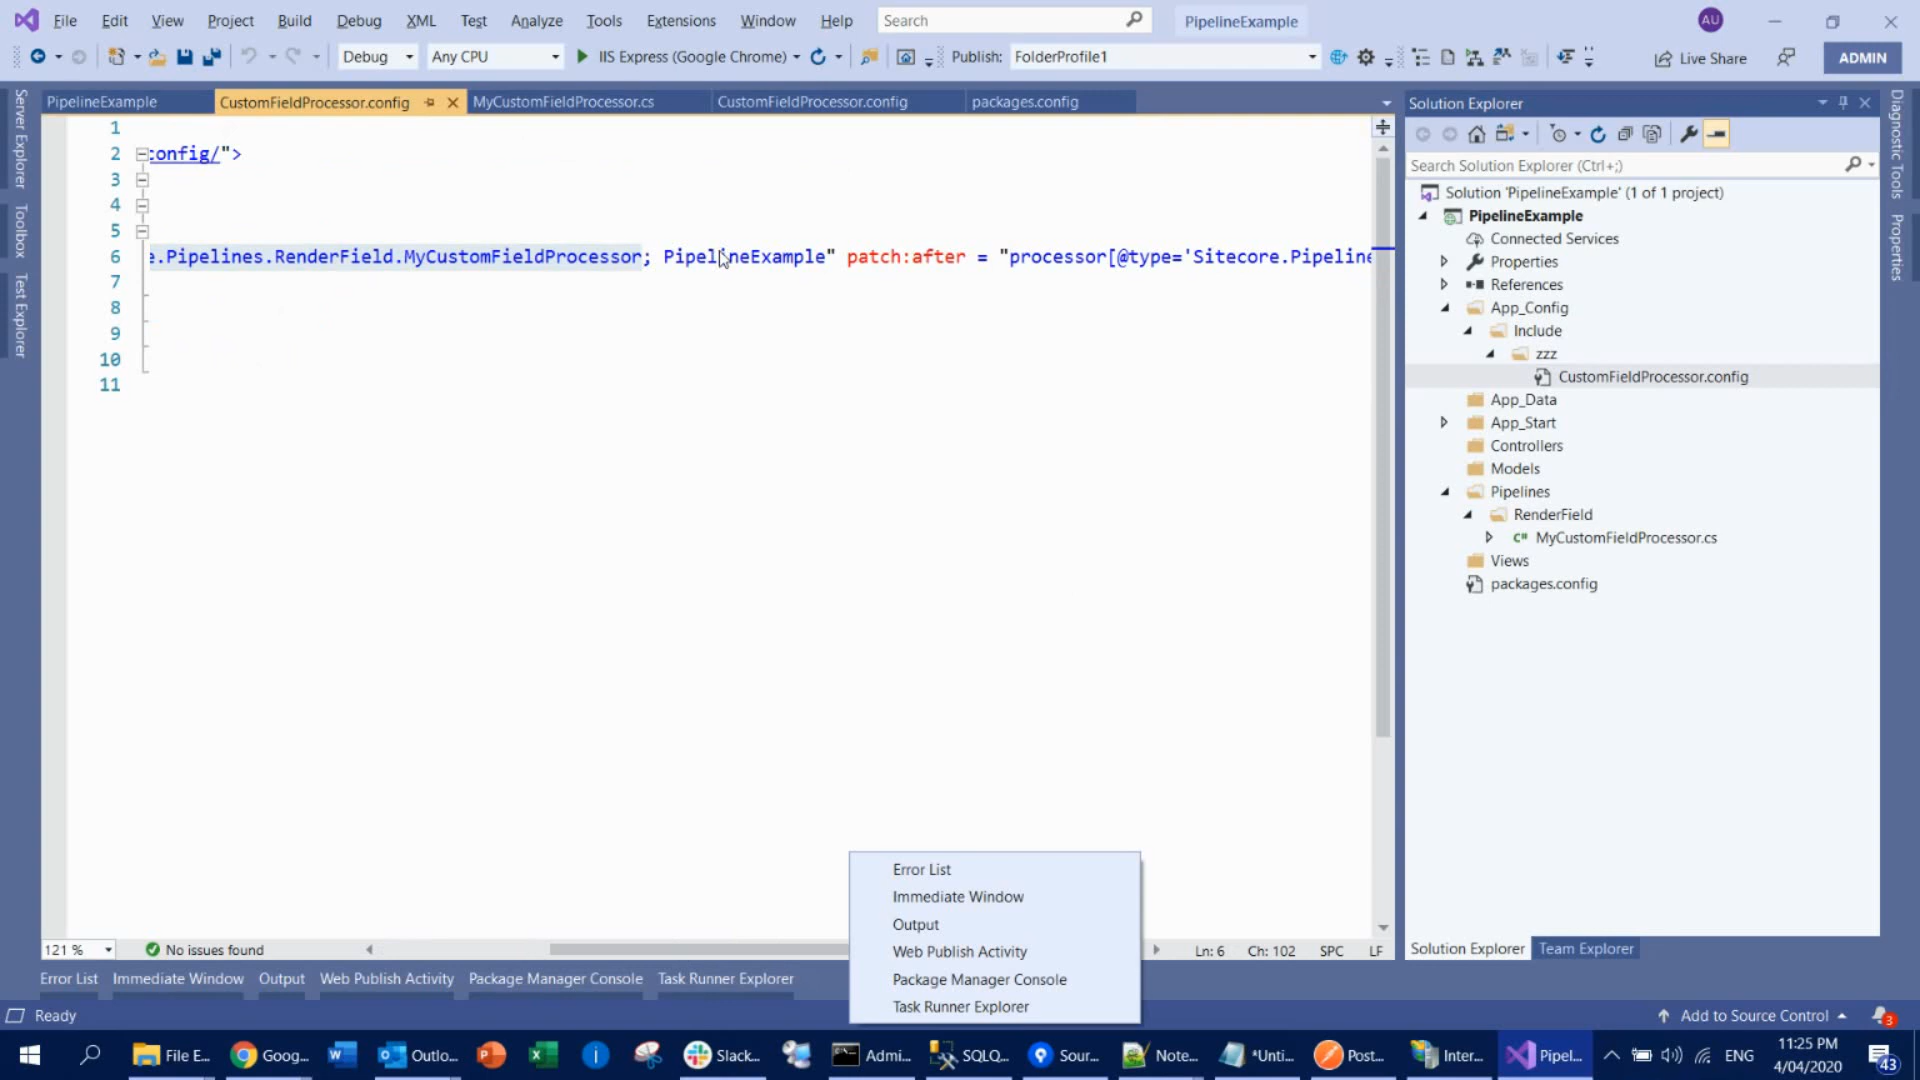 File Edit View Project Build Debug XML Test Analyze Tools Extensions Window Help Search PipelineExample AU
Debug Any CPU IIS Express (Google Chrome) Publish: FolderProfile1 Live Share ADMIN
Server Explorer
Toolbox
Test Explorer
PipelineExample CustomFieldProcessor.config MyCustomFieldProcessor.cs CustomFieldProcessor.config packages.config
1
2 config/">
3
4
5
6 e.Pipelines.RenderField.MyCustomFieldProcessor; PipelineExample" patch:after = "processor[@type='Sitecore.Pipeline
7
8
9
10
11
121 % No issues found Ln: 6 Ch: 102 SPC LF
Solution Explorer
Search Solution Explorer (Ctrl+;)
Solution 'PipelineExample' (1 of 1 project)
PipelineExample
Connected Services
Properties
References
App_Config
Include
zzz
CustomFieldProcessor.config
App_Data
App_Start
Controllers
Models
Pipelines
RenderField
C# MyCustomFieldProcessor.cs
Views
packages.config
Solution Explorer Team Explorer
Diagnostic Tools
Properties
Error List
Immediate Window
Output
Web Publish Activity
Package Manager Console
Task Runner Explorer
Error List Immediate Window Output Web Publish Activity Package Manager Console Task Runner Explorer
Ready Add to Source Control 3
File E... Goog... Outlo... Slack... Admi... SQLQ... Sour... Note... *Unti... Post... Inter... Pipel... ENG 11:25 PM
4/04/2020 43